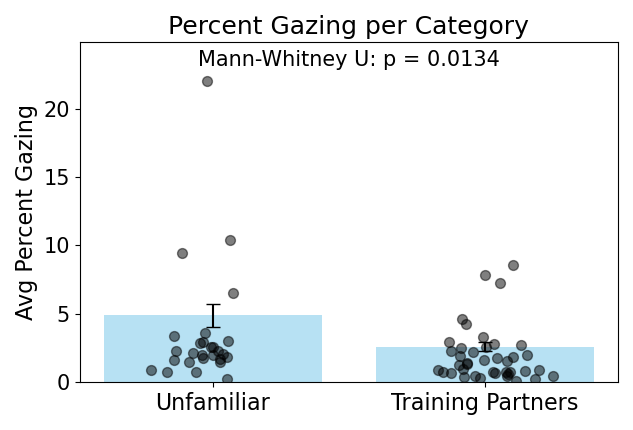 Percent Gazing per Category
Mann-Whitney U: p = 0.0134
Avg Percent Gazing
20
15
10
5
0
Unfamiliar
Training Partners